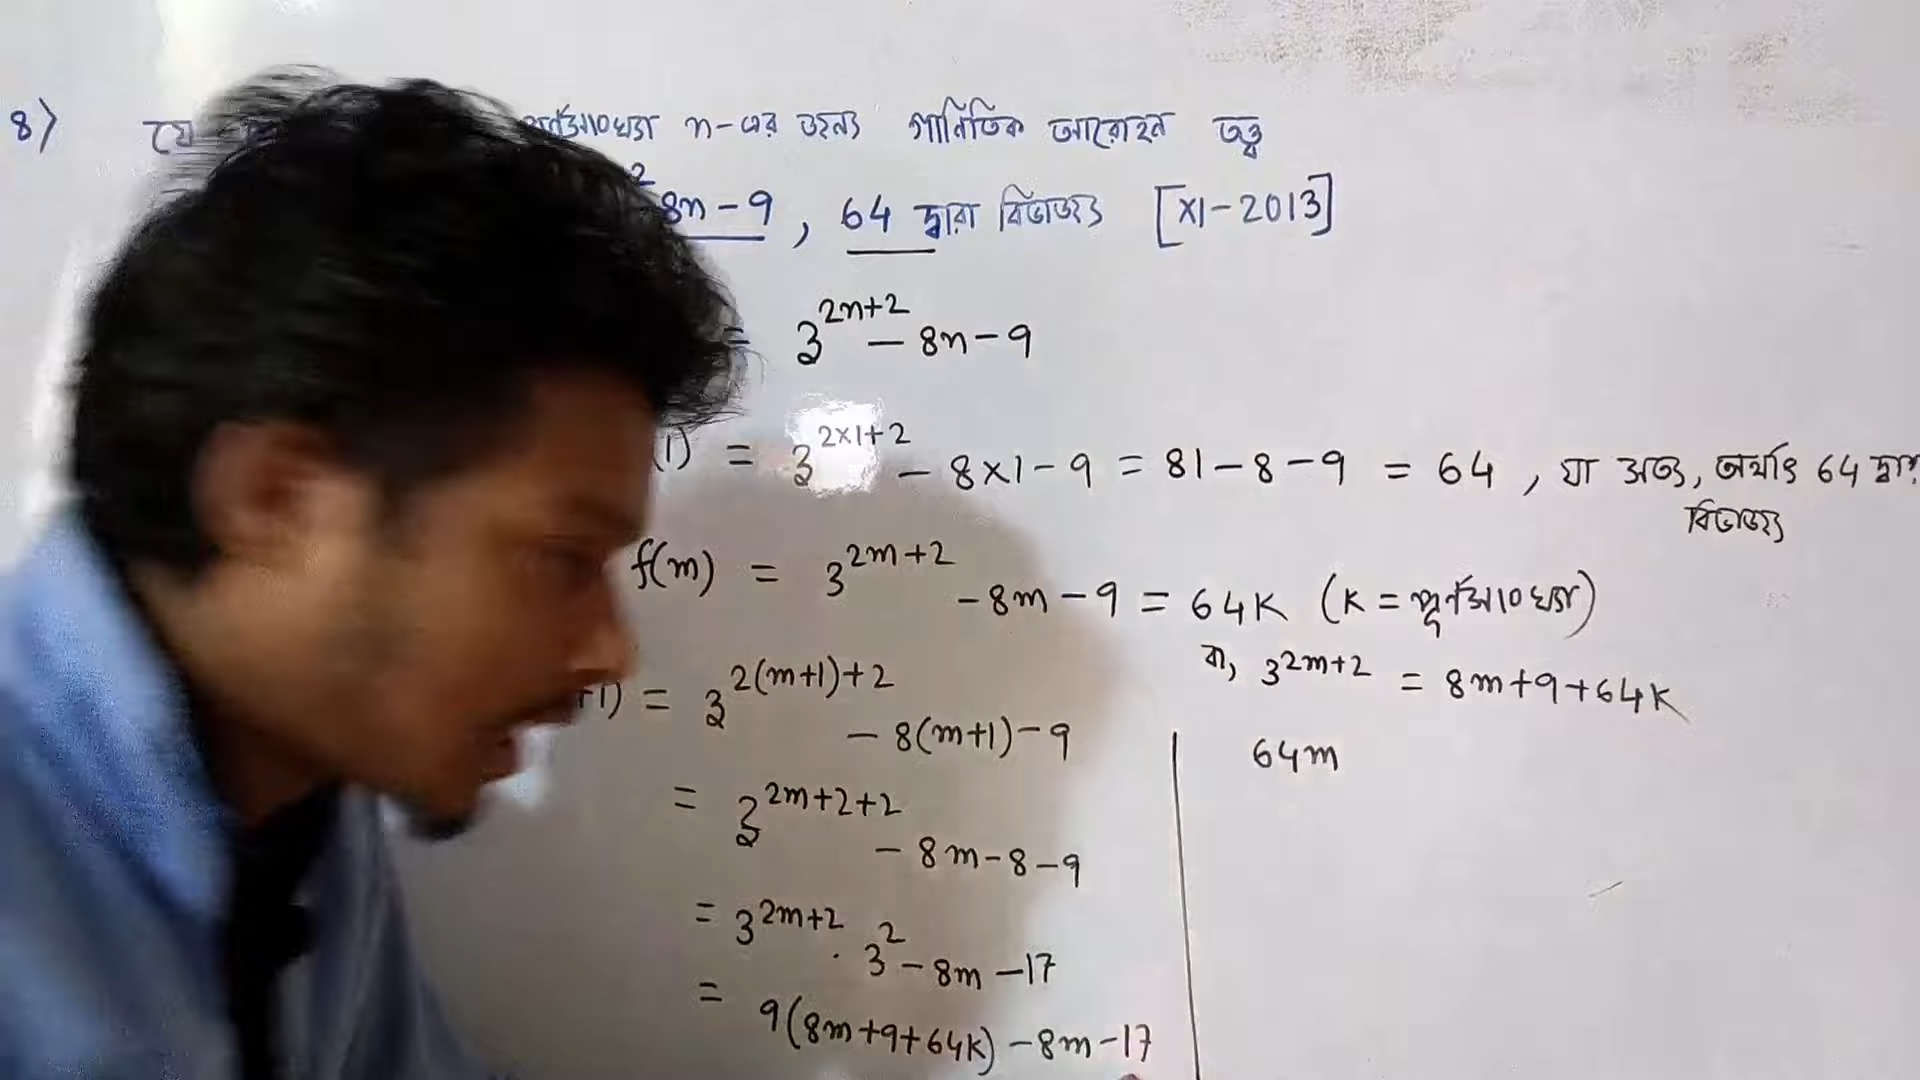 8) যে পূর্ণসংখ্যা n-এর জন্য গানিতিক আরোহন তত্ত্ব
8n - 9, 64 দ্বারা বিভাজ্য [XI-2013]
= 3^{2n+2} - 8n - 9
(1) = 3^{2×1+2} - 8×1 - 9 = 81 - 8 - 9 = 64, যা সত্য, অর্থাৎ 64 দ্বারা
বিভাজ্য
f(m) = 3^{2m+2} - 8m - 9 = 64K (K = পূর্ণসংখ্যা)
বা, 3^{2m+2} = 8m+9+64K
+1) = 3^{2(m+1)+2} - 8(m+1) - 9
64m
= 3^{2m+2+2} - 8m - 8 - 9
= 3^{2m+2} . 3^2 - 8m - 17
= 9(8m+9+64K) - 8m - 17